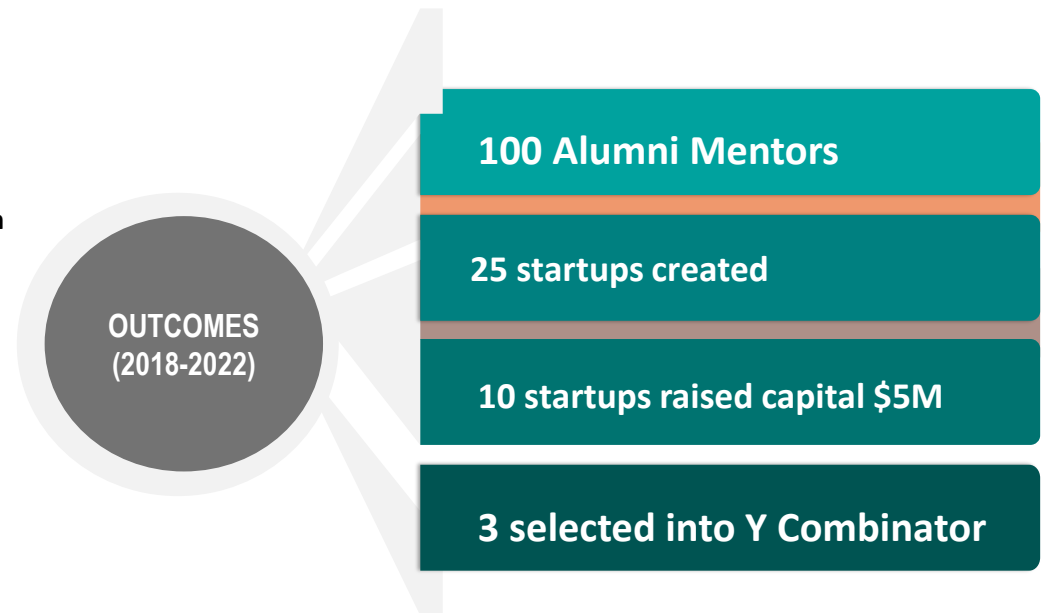 OUTCOMES
(2018-2022)
100 Alumni Mentors
25 startups created
10 startups raised capital $5M
3 selected into Y Combinator